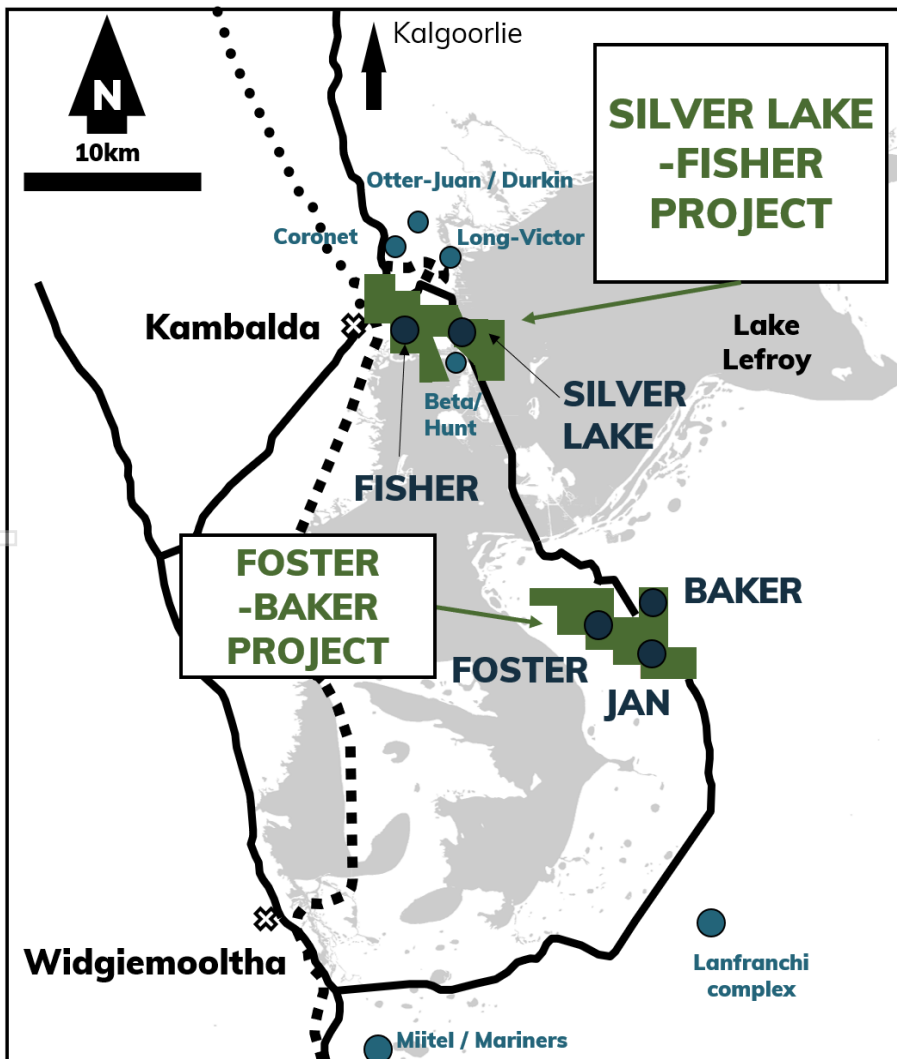 Kalgoorlie
N
10km
SILVER LAKE
-FISHER
PROJECT
Otter-Juan / Durkin
Coronet
Long-Victor
Kambalda
Lake
Lefroy
Beta/
Hunt
SILVER
LAKE
FISHER
FOSTER
-BAKER
PROJECT
BAKER
FOSTER
JAN
Widgiemooltha
Lanfranchi
complex
Miitel / Mariners